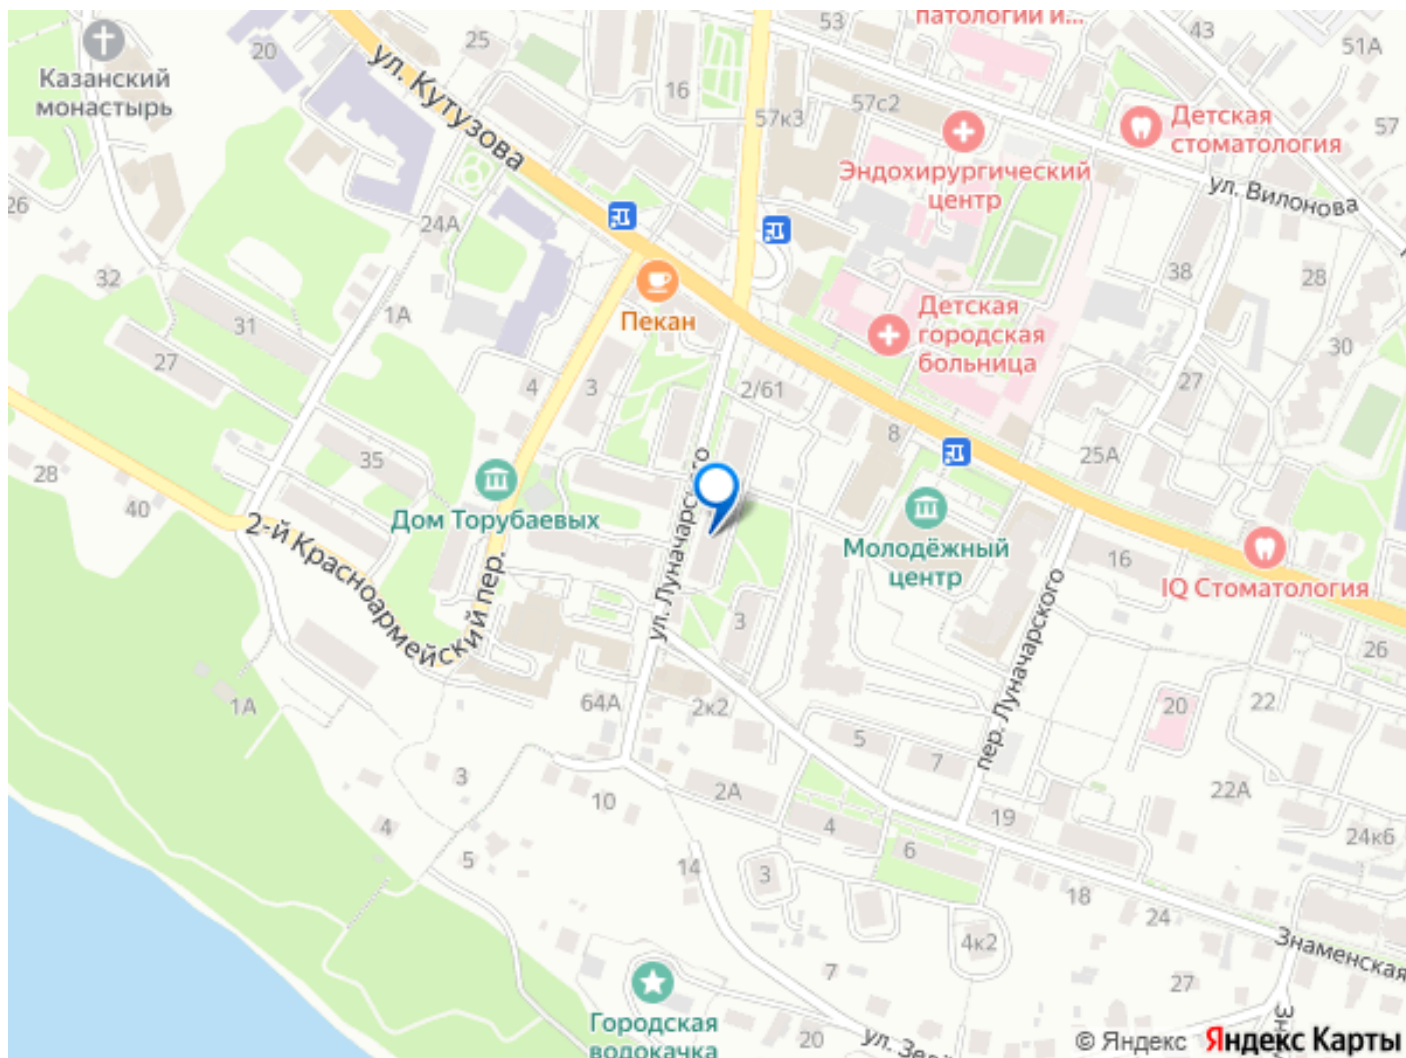 патологии и...
53
43
51А
25
20
Казанский
монастырь
ул. Кутузова
16
57к3
57с2
Детская
стоматология
57
Эндохирургический
центр
ул. Вилонова
26
24А
32
38
28
1А
31
Пекан
Детская
городская
больница
30
27
4
3
2/61
27
8
28
35
25А
40
Дом Торубаевых
ул. Луначарского
Молодёжный
центр
16
IQ Стоматология
2-й Красноармейский пер.
пер. Луначарского
3
26
1А
64А
2к2
20
22
5
7
3
10
2А
22А
4
4
19
24к6
5
6
14
3
18
24
4к2
Знаменская
7
27
Городская
водокачка
20
ул. Зел
Зн
© Яндекс Яндекс Карты